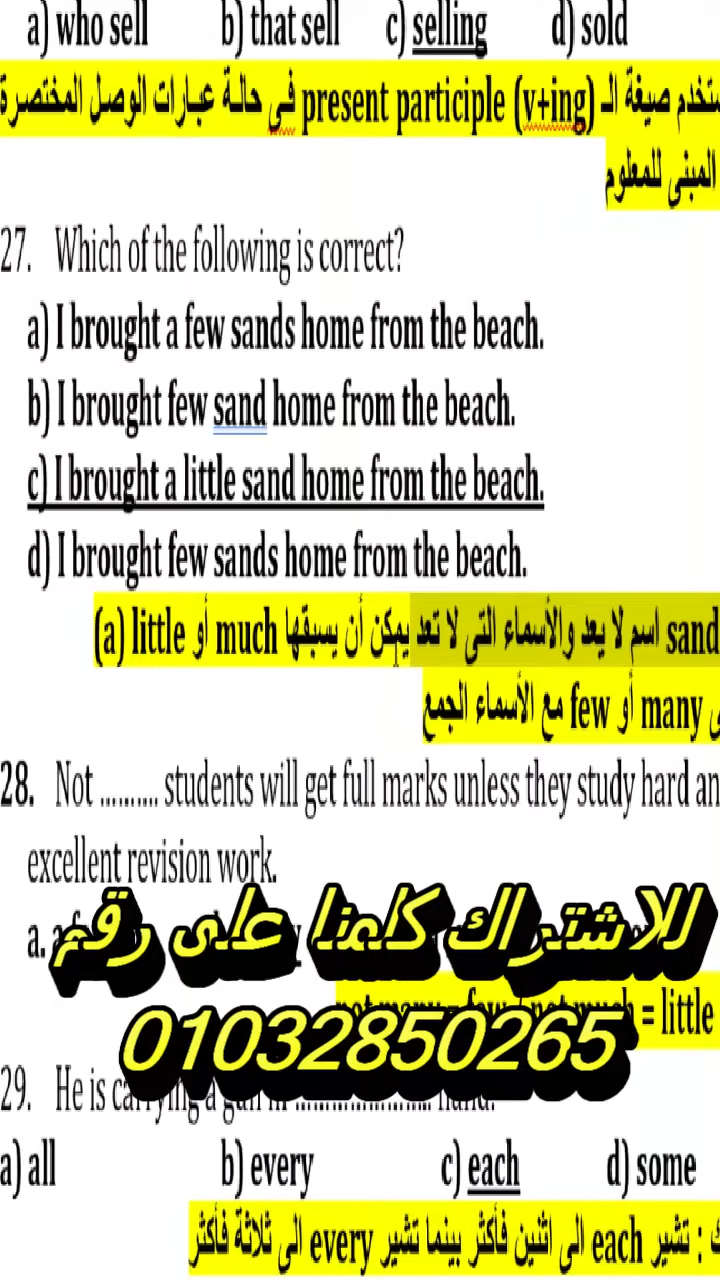 a) who sell b) that sell c) selling d) sold
تخدم صيغة الـ present participle (v+ing) فى حالة عبارات الوصل المختصرة
المبنى للمعلوم
27. Which of the following is correct?
a) I brought a few sands home from the beach.
b) I brought few sand home from the beach.
c) I brought a little sand home from the beach.
d) I brought few sands home from the beach.
sand اسم لا يعد والأسماء التى لا تعد يمكن أن يسبقها much أو (a) little
many أو few مع الأسماء الجمع
28. Not .......... students will get full marks unless they study hard an
excellent revision work.
a.
للاشتراك كلمنا على رقم
not many = few / not much = little
01032850265
29. He is carrying a gun in ..................... hand.
a) all b) every c) each d) some
: تشير each الى اثنين فأكثر بينما تشير every الى ثلاثة فأكثر